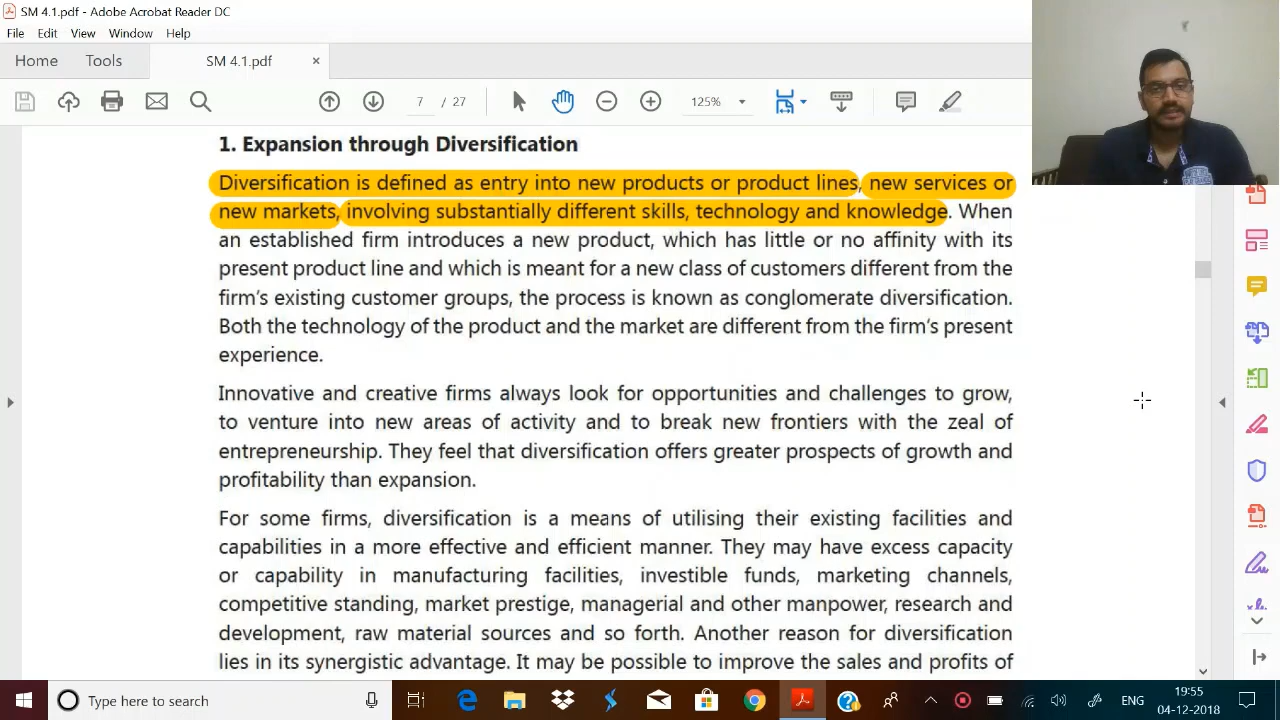 SM 4.1.pdf - Adobe Acrobat Reader DC
File Edit View Window Help
Home Tools SM 4.1.pdf ×
7 / 27 125%
1. Expansion through Diversification
Diversification is defined as entry into new products or product lines, new services or
new markets, involving substantially different skills, technology and knowledge. When
an established firm introduces a new product, which has little or no affinity with its
present product line and which is meant for a new class of customers different from the
firm's existing customer groups, the process is known as conglomerate diversification.
Both the technology of the product and the market are different from the firm's present
experience.
Innovative and creative firms always look for opportunities and challenges to grow,
to venture into new areas of activity and to break new frontiers with the zeal of
entrepreneurship. They feel that diversification offers greater prospects of growth and
profitability than expansion.
For some firms, diversification is a means of utilising their existing facilities and
capabilities in a more effective and efficient manner. They may have excess capacity
or capability in manufacturing facilities, investible funds, marketing channels,
competitive standing, market prestige, managerial and other manpower, research and
development, raw material sources and so forth. Another reason for diversification
lies in its synergistic advantage. It may be possible to improve the sales and profits of
Type here to search
ENG
19:55
04-12-2018